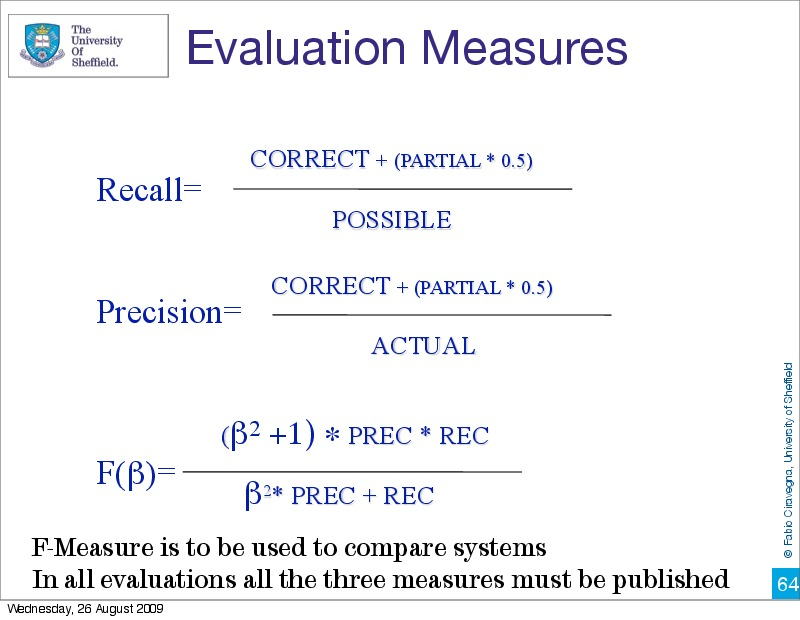 The
University
Of
Sheffield.
Evaluation Measures
CORRECT + (PARTIAL * 0.5)
Recall=
POSSIBLE
CORRECT + (PARTIAL * 0.5)
Precision=
ACTUAL
(β² +1) * PREC * REC
F(β)=
β²* PREC + REC
F-Measure is to be used to compare systems
In all evaluations all the three measures must be published
© Fabio Ciravegna, University of Sheffield
64
Wednesday, 26 August 2009